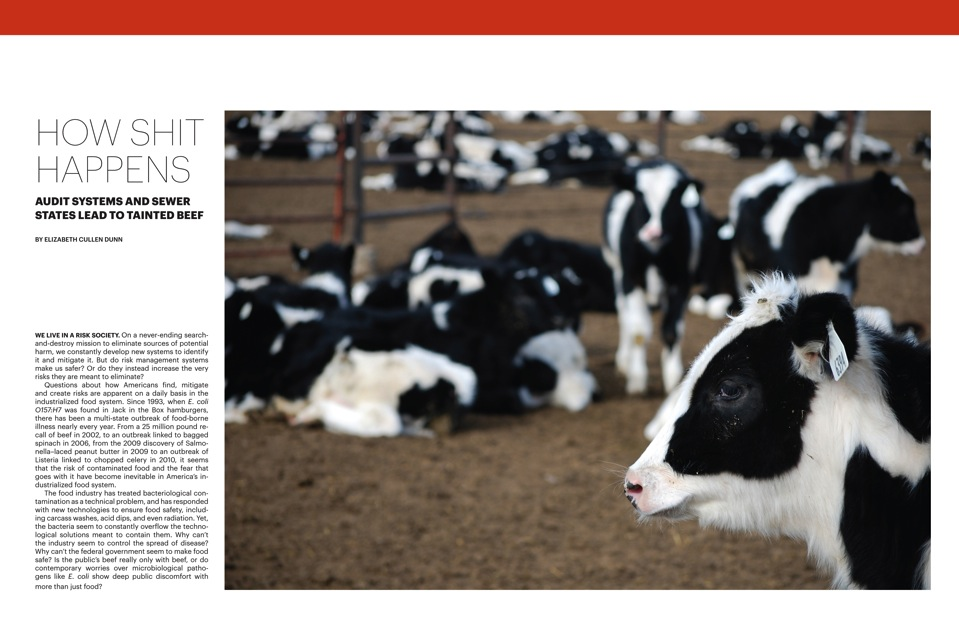 HOW SHIT
HAPPENS
AUDIT SYSTEMS AND SEWER
STATES LEAD TO TAINTED BEEF
BY ELIZABETH CULLEN DUNN
WE LIVE IN A RISK SOCIETY. On a never-ending search-
and-destroy mission to eliminate sources of potential
harm, we constantly develop new systems to identify
it and mitigate it. But do risk management systems
make us safer? Or do they instead increase the very
risks they are meant to eliminate?
Questions about how Americans find, mitigate
and create risks are apparent on a daily basis in the
industrialized food system. Since 1993, when E. coli
O157:H7 was found in Jack in the Box hamburgers,
there has been a multi-state outbreak of food-borne
illness nearly every year. From a 25 million pound re-
call of beef in 2002, to an outbreak linked to bagged
spinach in 2006, from the 2009 discovery of Salmo-
nella–laced peanut butter in 2009 to an outbreak of
Listeria linked to chopped celery in 2010, it seems
that the risk of contaminated food and the fear that
goes with it have become inevitable in America's in-
dustrialized food system.
The food industry has treated bacteriological con-
tamination as a technical problem, and has responded
with new technologies to ensure food safety, includ-
ing carcass washes, acid dips, and even radiation. Yet,
the bacteria seem to constantly overflow the techno-
logical solutions meant to contain them. Why can't
the industry seem to control the spread of disease?
Why can't the federal government seem to make food
safe? Is the public's beef really only with beef, or do
contemporary worries over microbiological patho-
gens like E. coli show deep public discomfort with
more than just food?